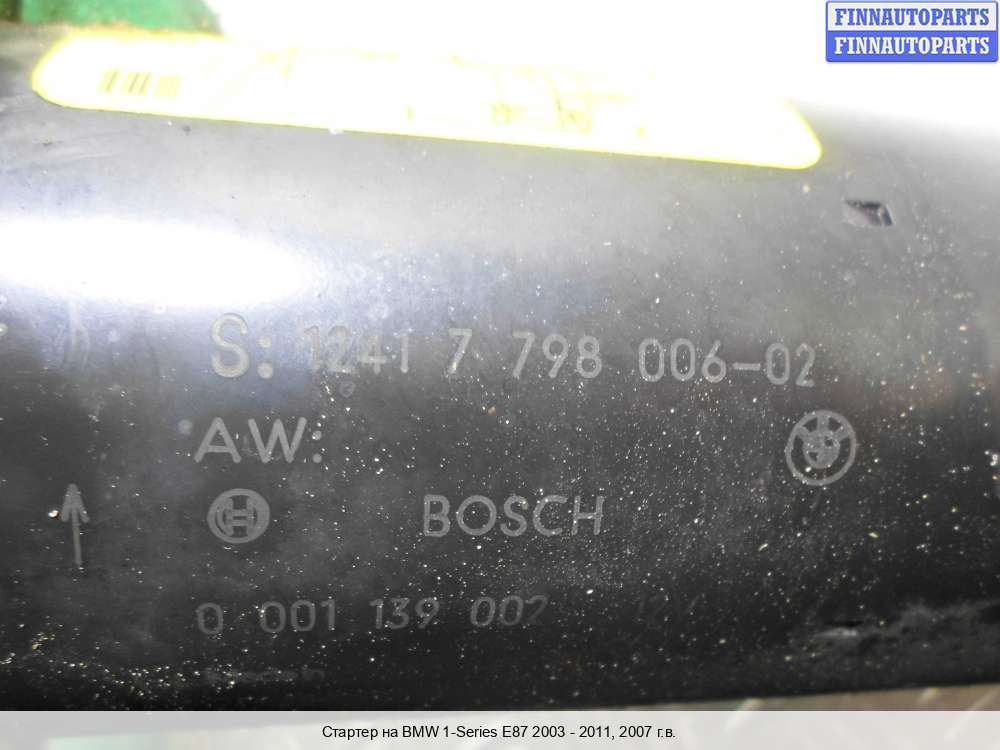 FINNAUTOPARTS
FINNAUTOPARTS
S: 1241 7 798 006-02
AW:
BOSCH
0 001 139 002
Стартер на BMW 1-Series E87 2003 - 2011, 2007 г.в.